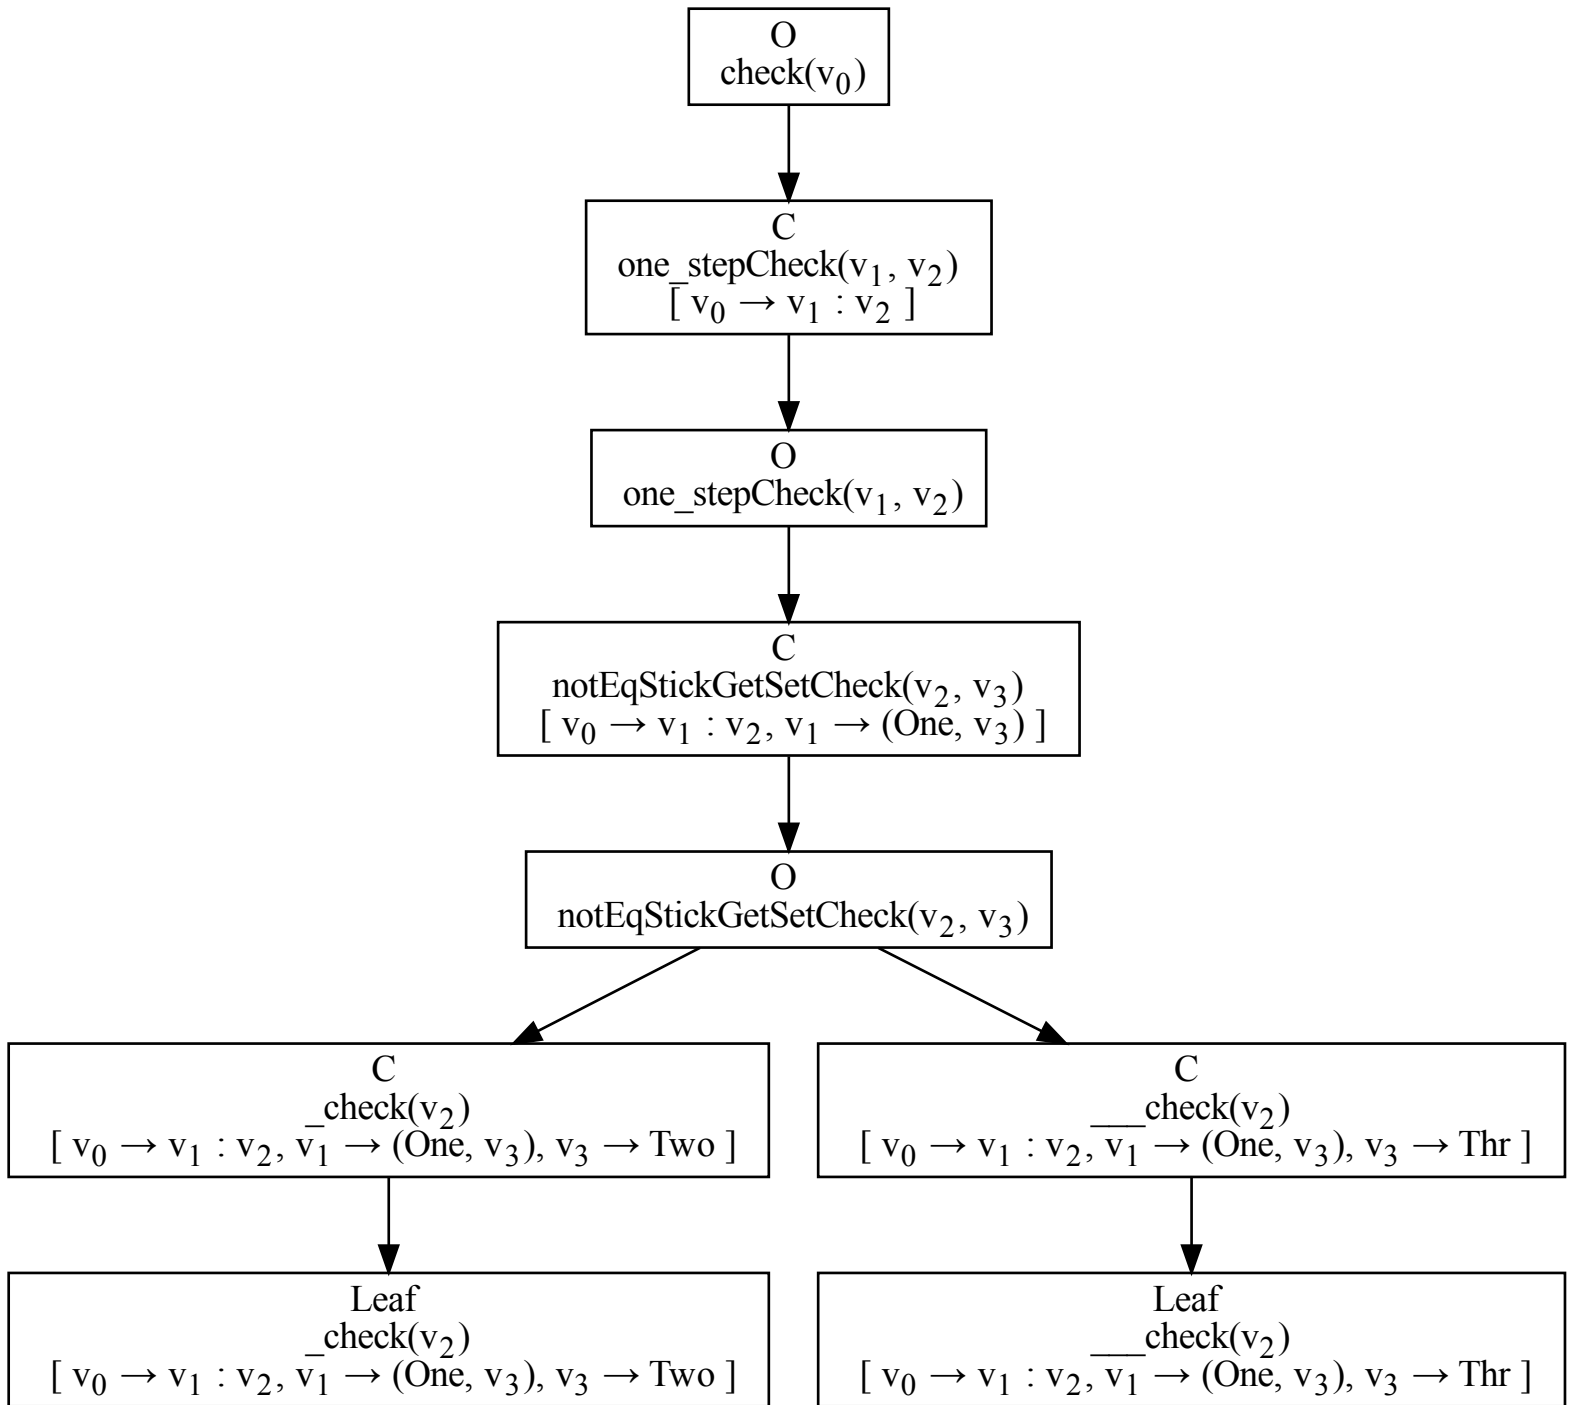 O
check(v₀)
C
one_stepCheck(v₁, v₂)
[ v₀ → v₁ : v₂ ]
O
one_stepCheck(v₁, v₂)
C
notEqStickGetSetCheck(v₂, v₃)
[ v₀ → v₁ : v₂, v₁ → (One, v₃) ]
O
notEqStickGetSetCheck(v₂, v₃)
C
_check(v₂)
[ v₀ → v₁ : v₂, v₁ → (One, v₃), v₃ → Two ]
C
___check(v₂)
[ v₀ → v₁ : v₂, v₁ → (One, v₃), v₃ → Thr ]
Leaf
_check(v₂)
[ v₀ → v₁ : v₂, v₁ → (One, v₃), v₃ → Two ]
Leaf
___check(v₂)
[ v₀ → v₁ : v₂, v₁ → (One, v₃), v₃ → Thr ]